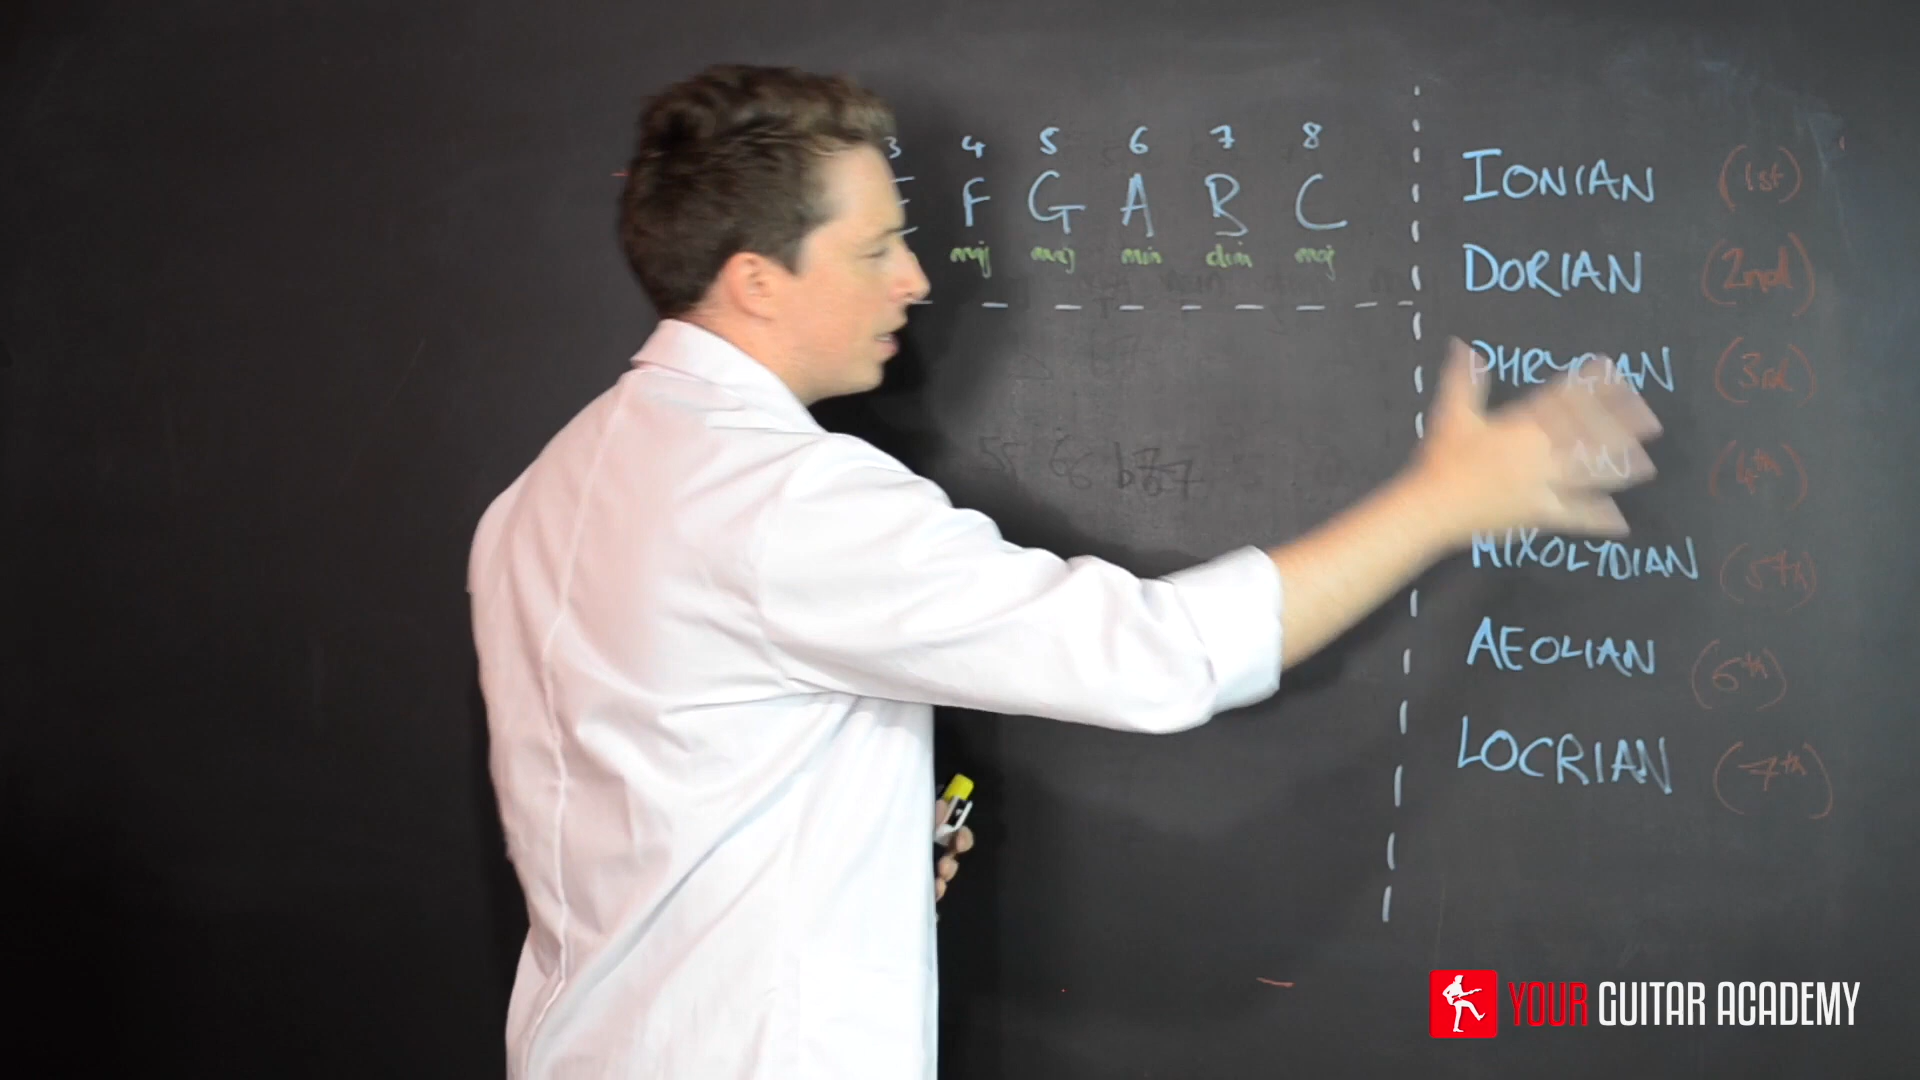 3 4 5 6 7 8
F G A B C
maj maj min dim maj
IONIAN (1st)
DORIAN (2nd)
PHRYGIAN (3rd)
(4th)
MIXOLYDIAN (5th)
AEOLIAN (6th)
LOCRIAN (7th)
YOUR GUITAR ACADEMY